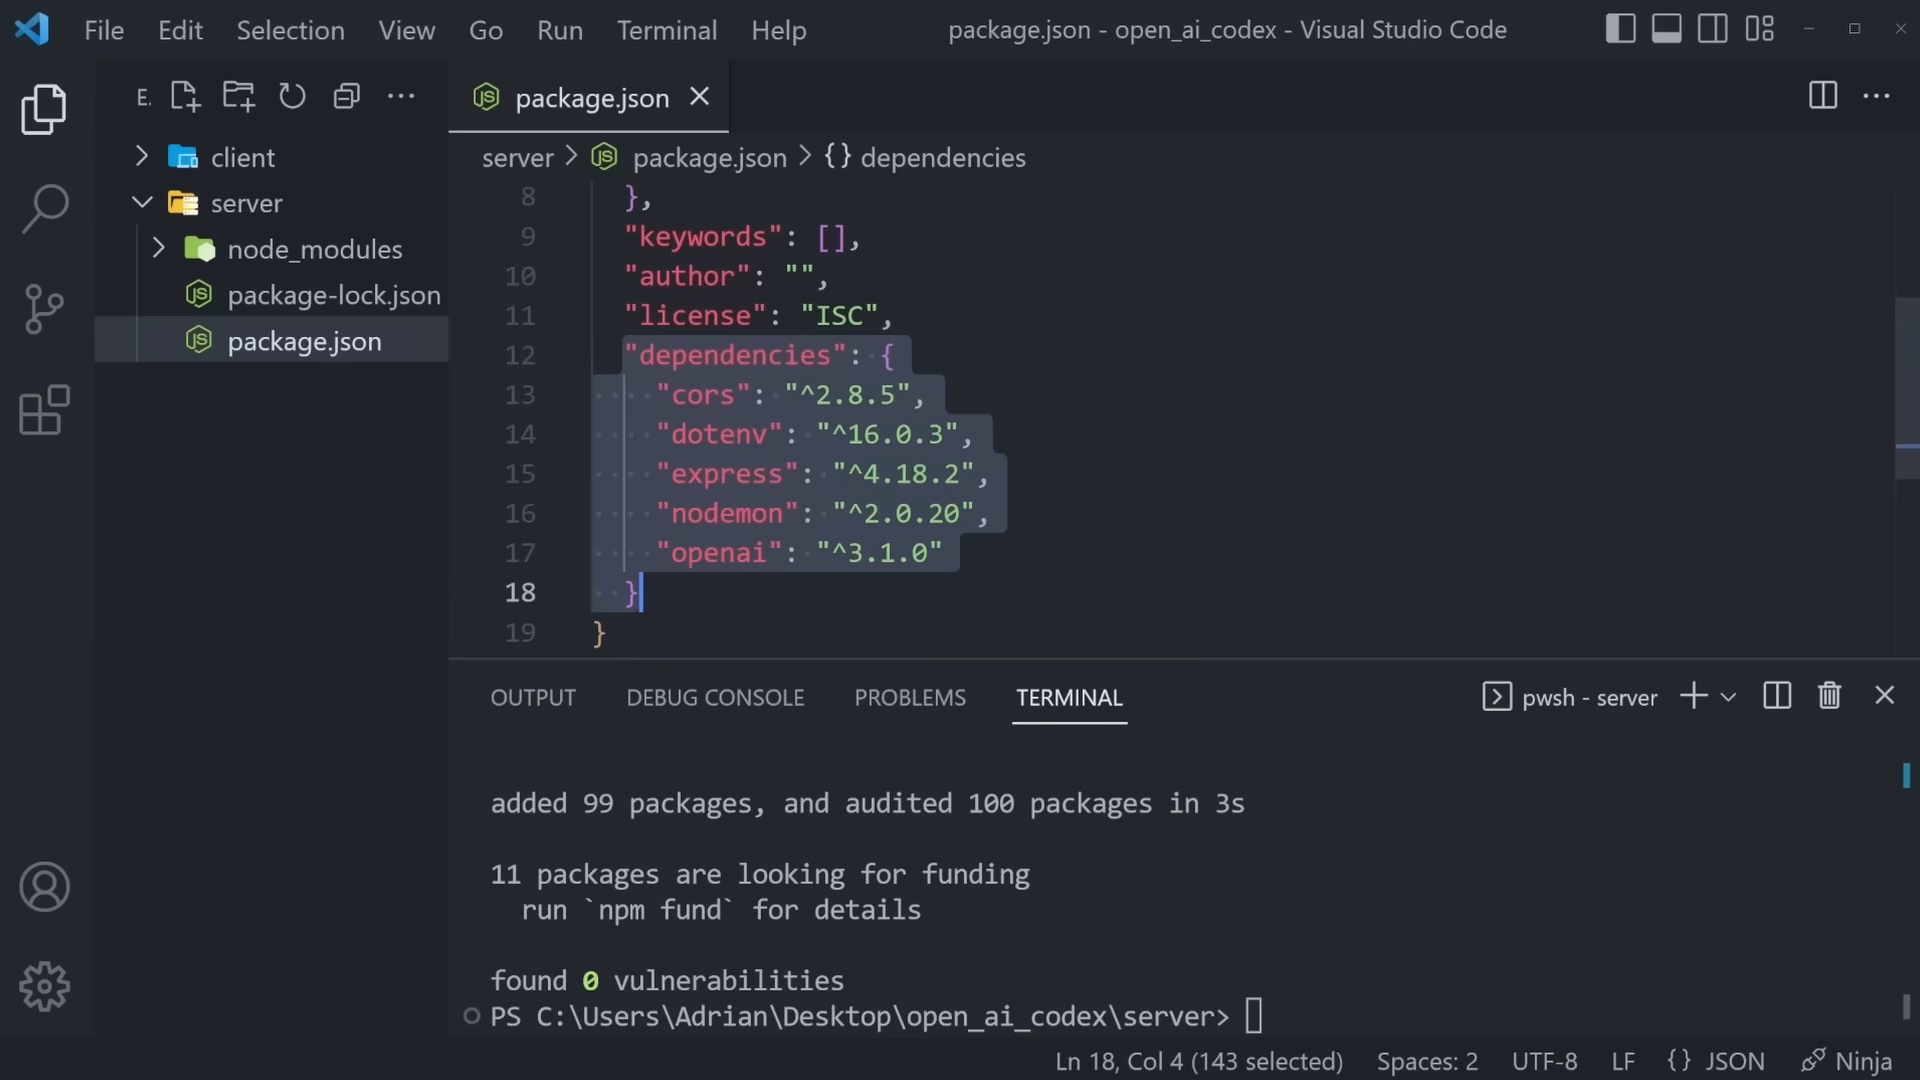 File Edit Selection View Go Run Terminal Help package.json - open_ai_codex - Visual Studio Code
E.
client
server
node_modules
package-lock.json
package.json
package.json
server > package.json > {} dependencies
8 },
9 "keywords": [],
10 "author": "",
11 "license": "ISC",
12 "dependencies": {
13 "cors": "^2.8.5",
14 "dotenv": "^16.0.3",
15 "express": "^4.18.2",
16 "nodemon": "^2.0.20",
17 "openai": "^3.1.0"
18 }
19 }
OUTPUT DEBUG CONSOLE PROBLEMS TERMINAL pwsh - server
added 99 packages, and audited 100 packages in 3s
11 packages are looking for funding
run `npm fund` for details
found 0 vulnerabilities
PS C:\Users\Adrian\Desktop\open_ai_codex\server>
Ln 18, Col 4 (143 selected) Spaces: 2 UTF-8 LF {} JSON Ninja